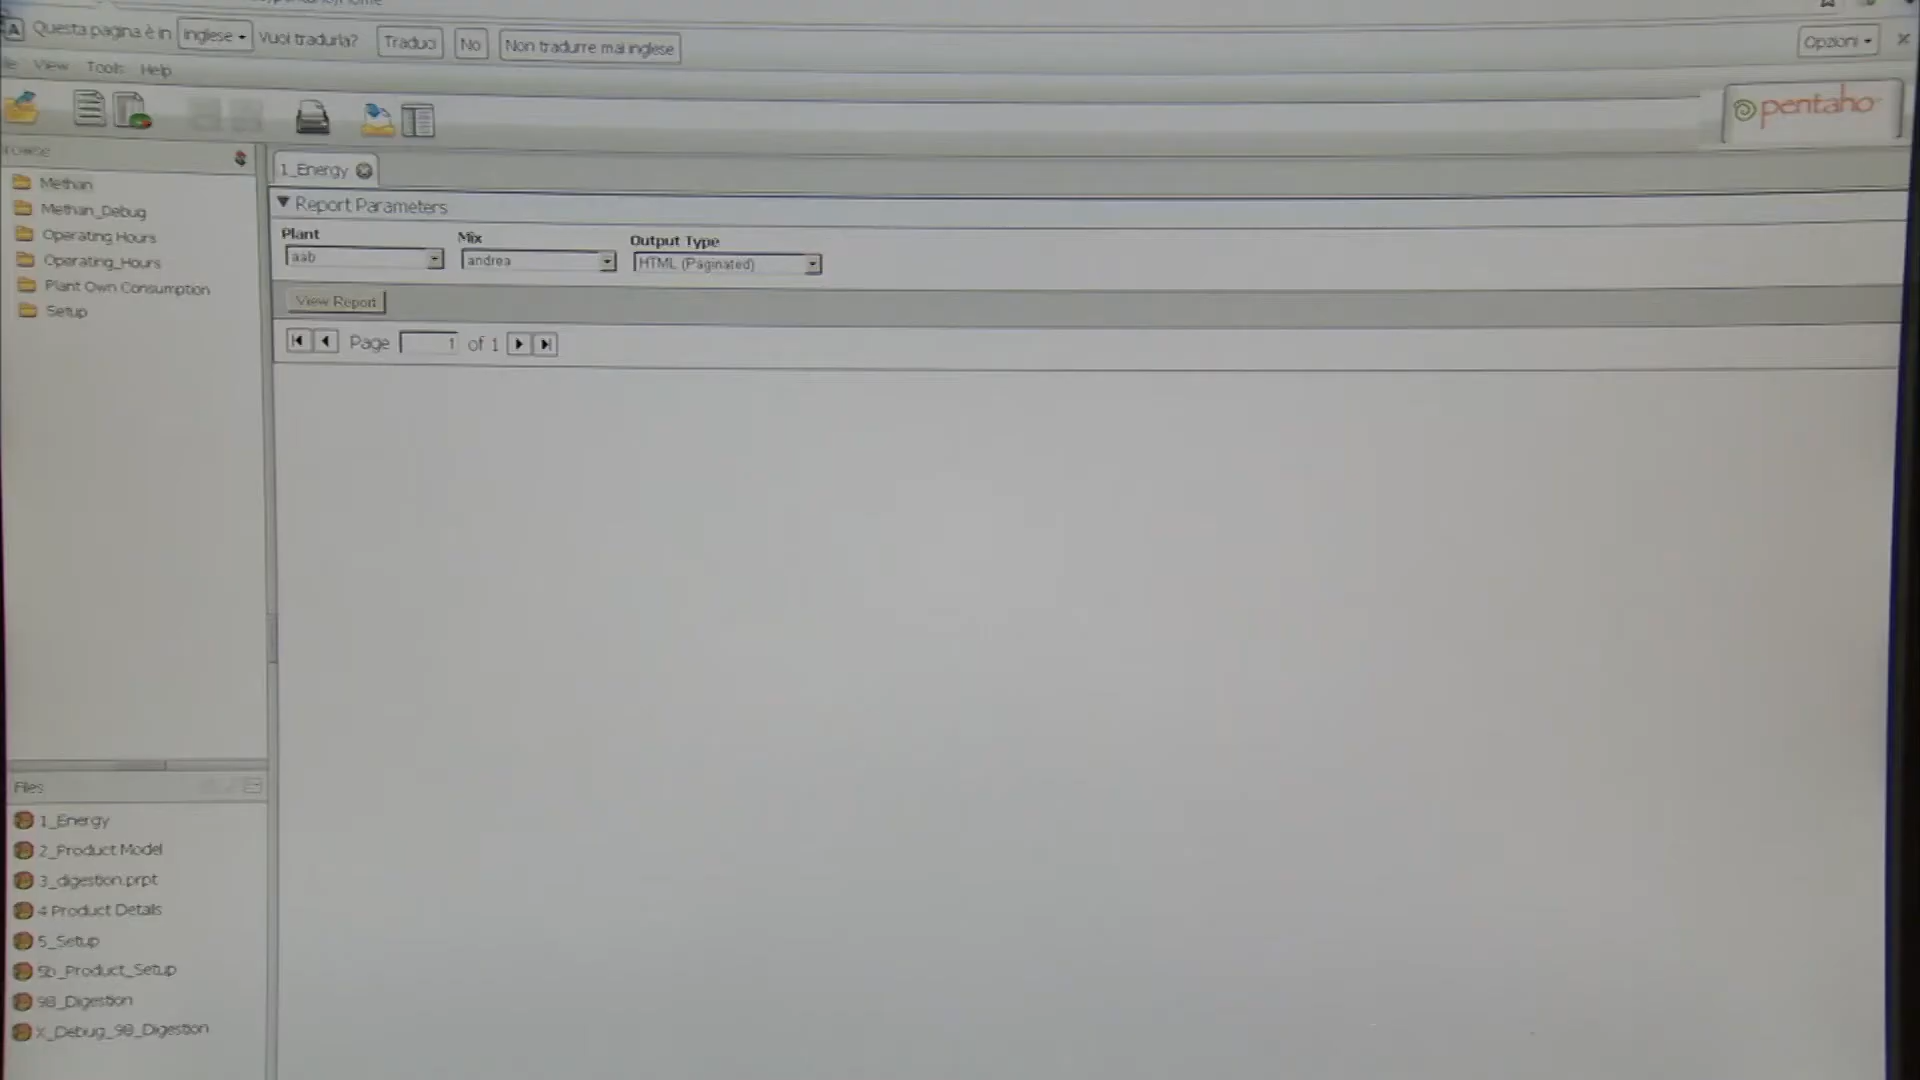 Questa pagina è in inglese Vuoi tradurla? Traduci No Non tradurre mai inglese Opzioni
View Tools Help
pentaho
1_Energy
Methan
Methan_Debug
Operating Hours
Operating_Hours
Plant Own Consumption
Setup
Report Parameters
Plant Mix Output Type
aab andrea HTML (Paginated)
View Report
Page 1 of 1
Files
1_Energy
2_Product Model
3_digestion.prpt
4 Product Details
5_Setup
5b_Product_Setup
98_Digestion
X_Debug_98_Digestion